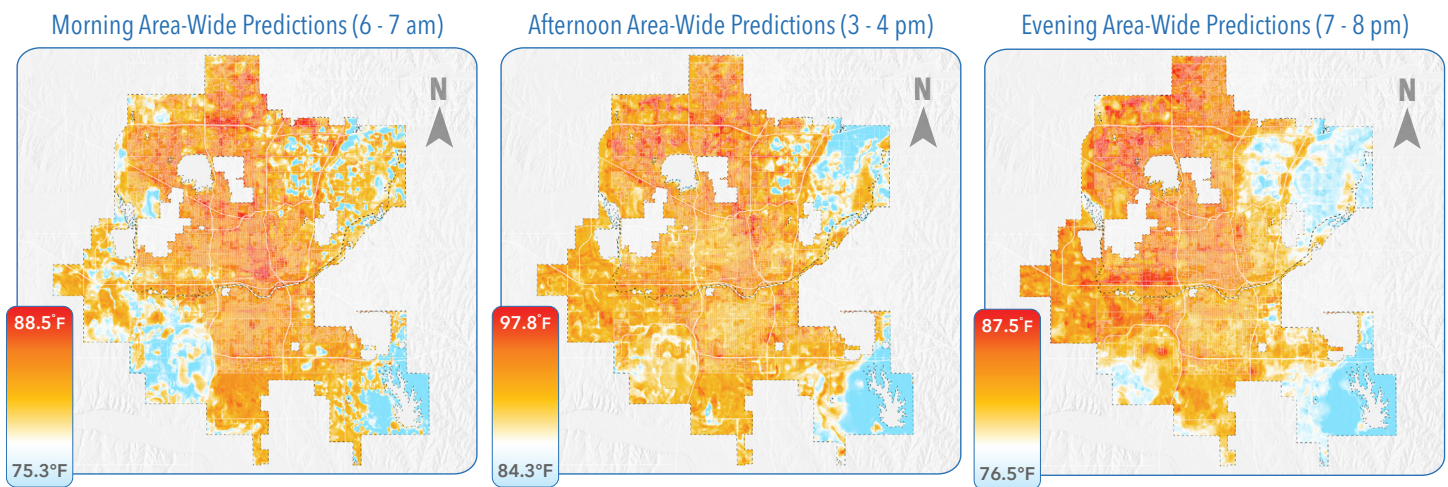 Morning Area-Wide Predictions (6 - 7 am)
Afternoon Area-Wide Predictions (3 - 4 pm)
Evening Area-Wide Predictions (7 - 8 pm)
N
N
N
88.5°F
75.3°F
97.8°F
84.3°F
87.5°F
76.5°F